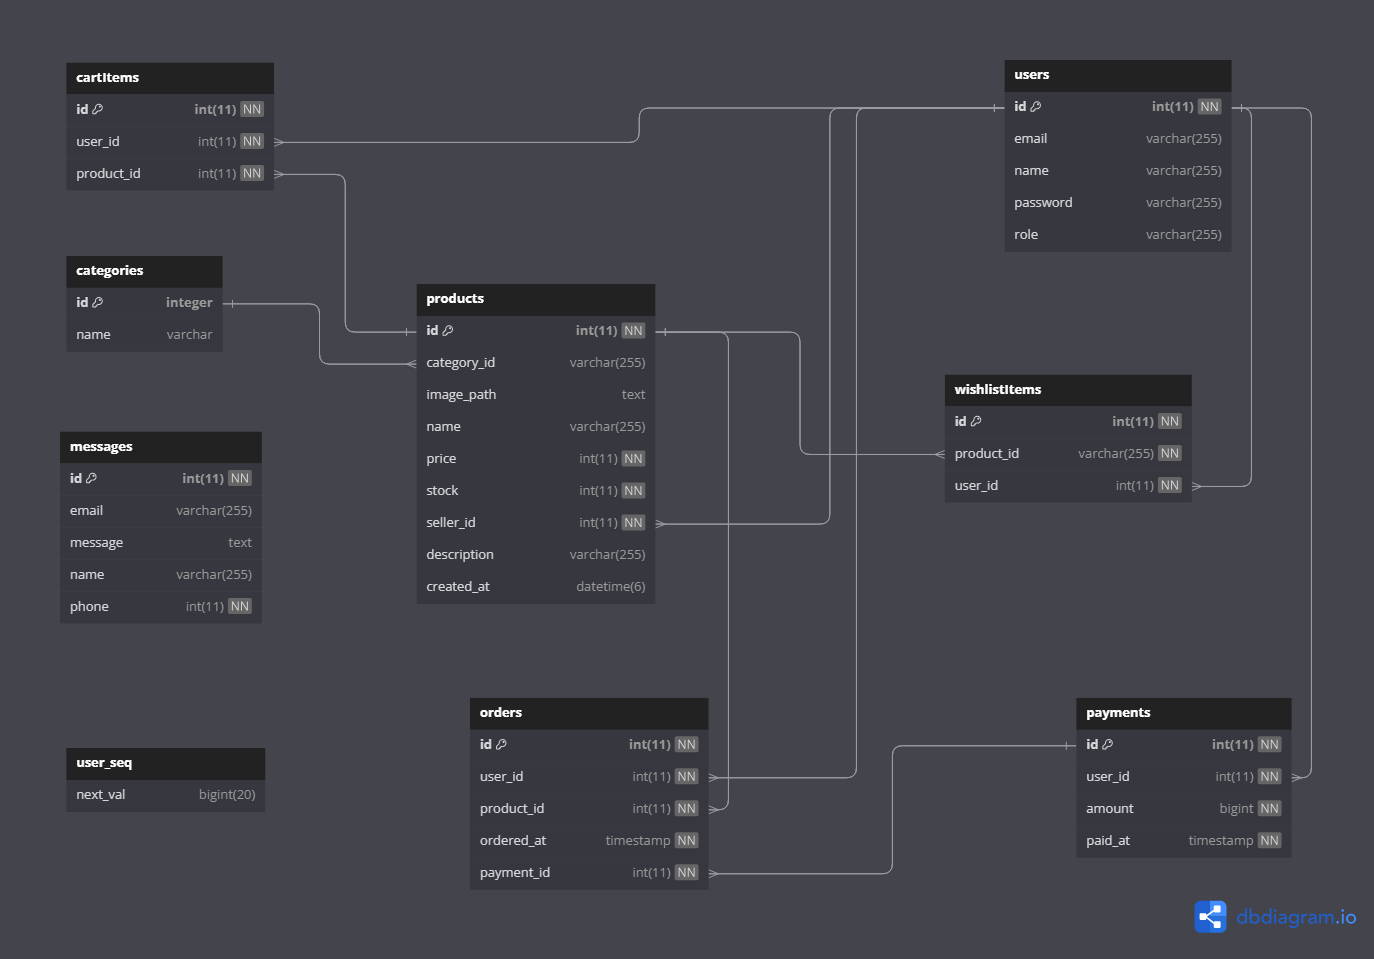 cartItems
id int(11) NN
user_id int(11) NN
product_id int(11) NN
users
id int(11) NN
email varchar(255)
name varchar(255)
password varchar(255)
role varchar(255)
categories
id integer
name varchar
products
id int(11) NN
category_id varchar(255)
image_path text
name varchar(255)
price int(11) NN
stock int(11) NN
seller_id int(11) NN
description varchar(255)
created_at datetime(6)
wishlistItems
id int(11) NN
product_id varchar(255) NN
user_id int(11) NN
messages
id int(11) NN
email varchar(255)
message text
name varchar(255)
phone int(11) NN
orders
id int(11) NN
user_id int(11) NN
product_id int(11) NN
ordered_at timestamp NN
payment_id int(11) NN
payments
id int(11) NN
user_id int(11) NN
amount bigint NN
paid_at timestamp NN
user_seq
next_val bigint(20)
dbdiagram.io